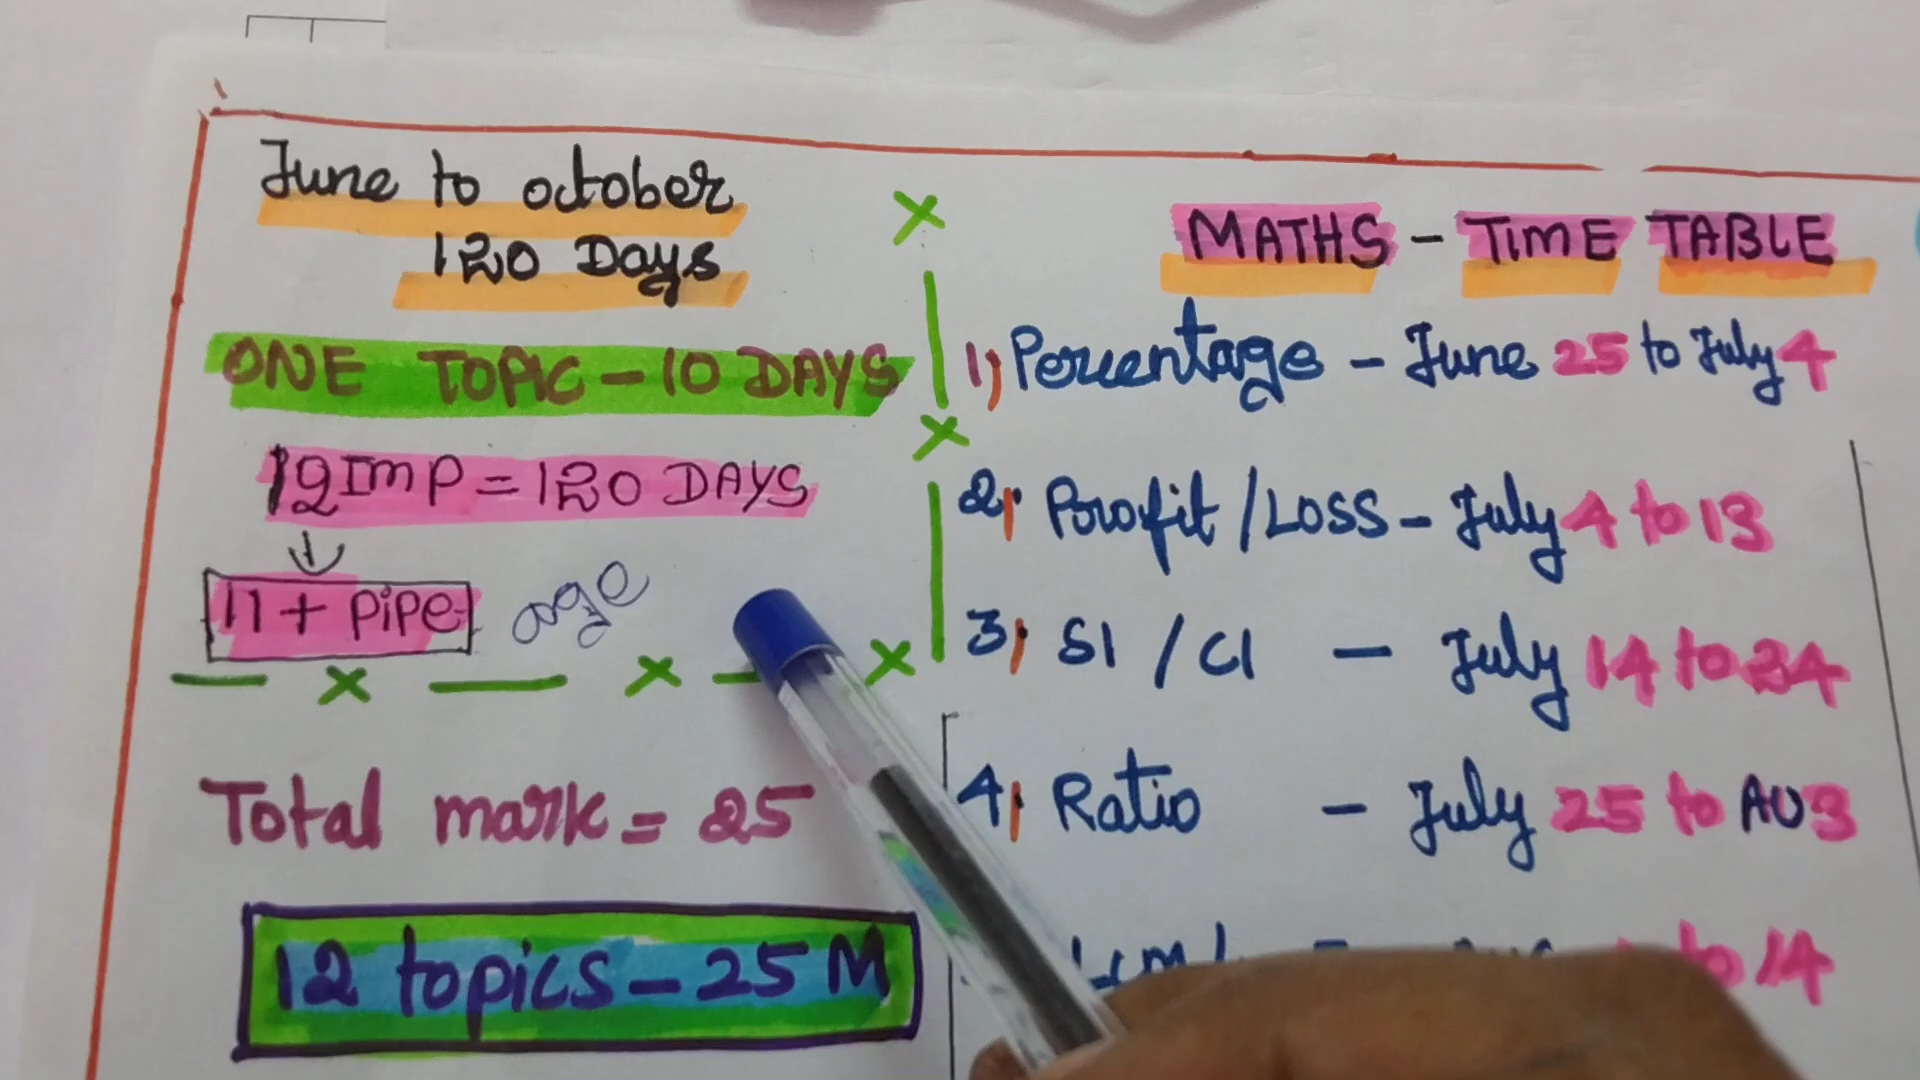 June to october
120 Days
ONE TOPIC - 10 DAYS
12 IMP = 120 DAYS
11 + pipe
age
Total mark = 25
12 topics - 25 M
MATHS - TIME TABLE
1) Percentage - June 25 to July 4
2) Profit / LOSS - July 4 to 13
3) SI / CI - July 14 to 24
4) Ratio - July 25 to AU 3
to 14